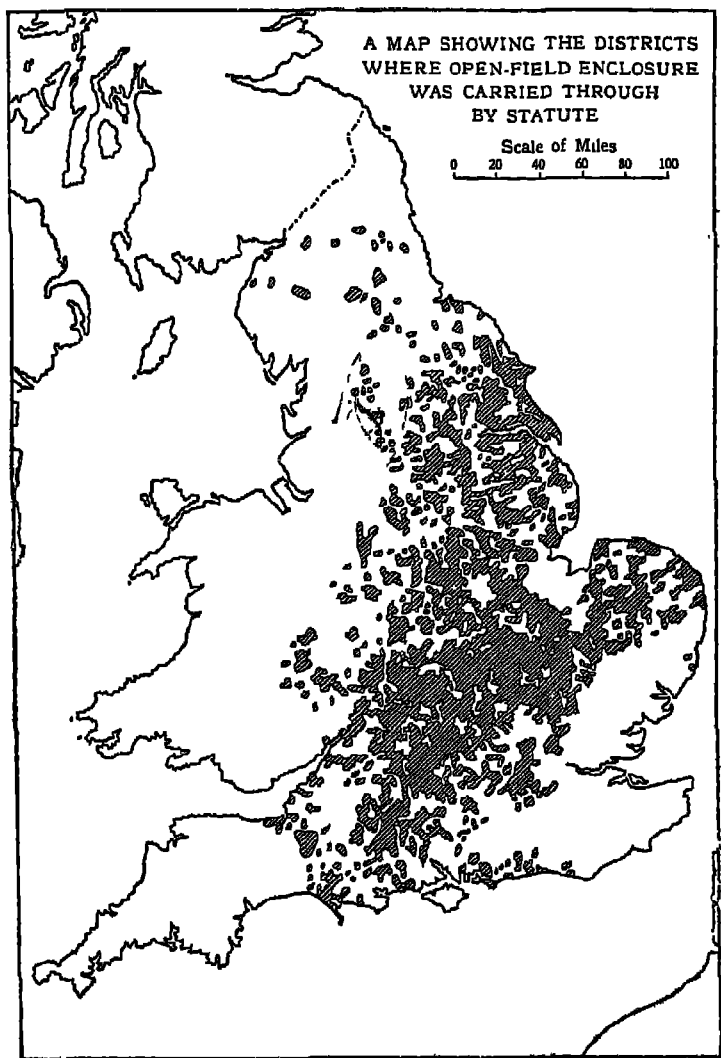 A MAP SHOWING THE DISTRICTS
WHERE OPEN-FIELD ENCLOSURE
WAS CARRIED THROUGH
BY STATUTE
Scale of Miles
0 20 40 60 80 100